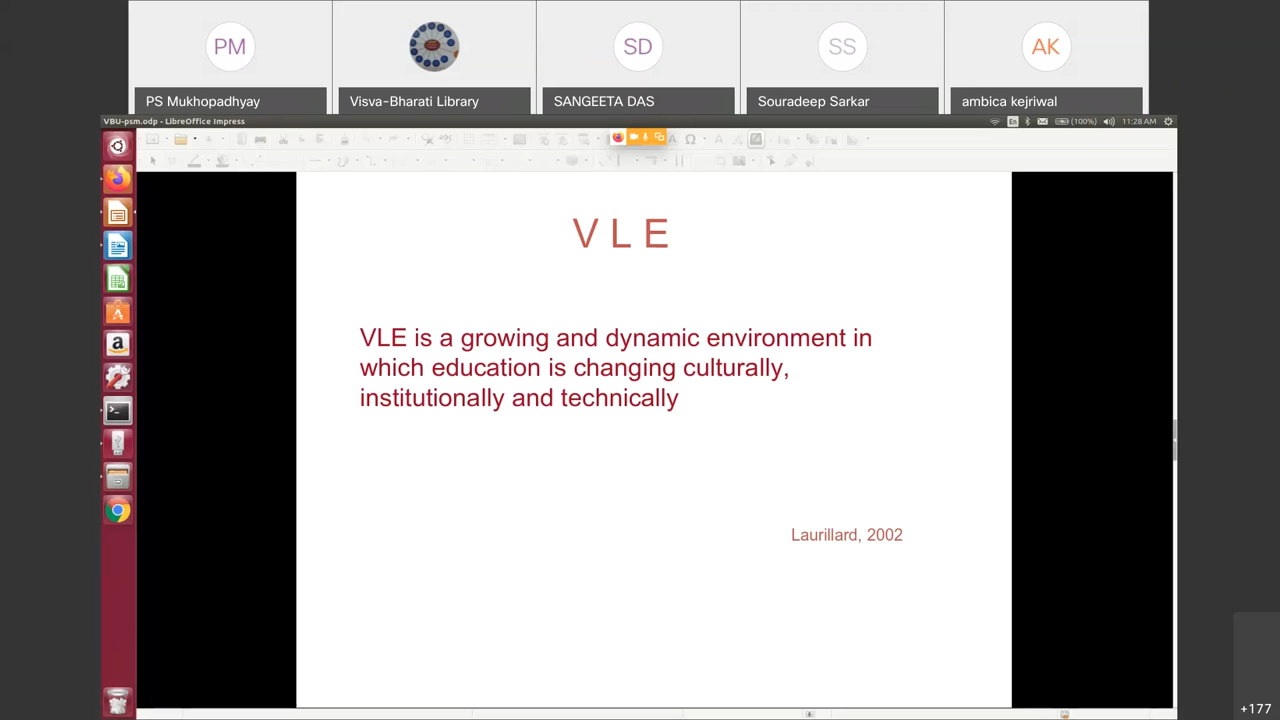 PM
SD
SS
AK
PS Mukhopadhyay
Visva-Bharati Library
SANGEETA DAS
Souradeep Sarkar
ambica kejriwal
VBU-psm.odp - LibreOffice Impress
En
(100%)
11:28 AM
V L E
VLE is a growing and dynamic environment in
which education is changing culturally,
institutionally and technically
Laurillard, 2002
+177